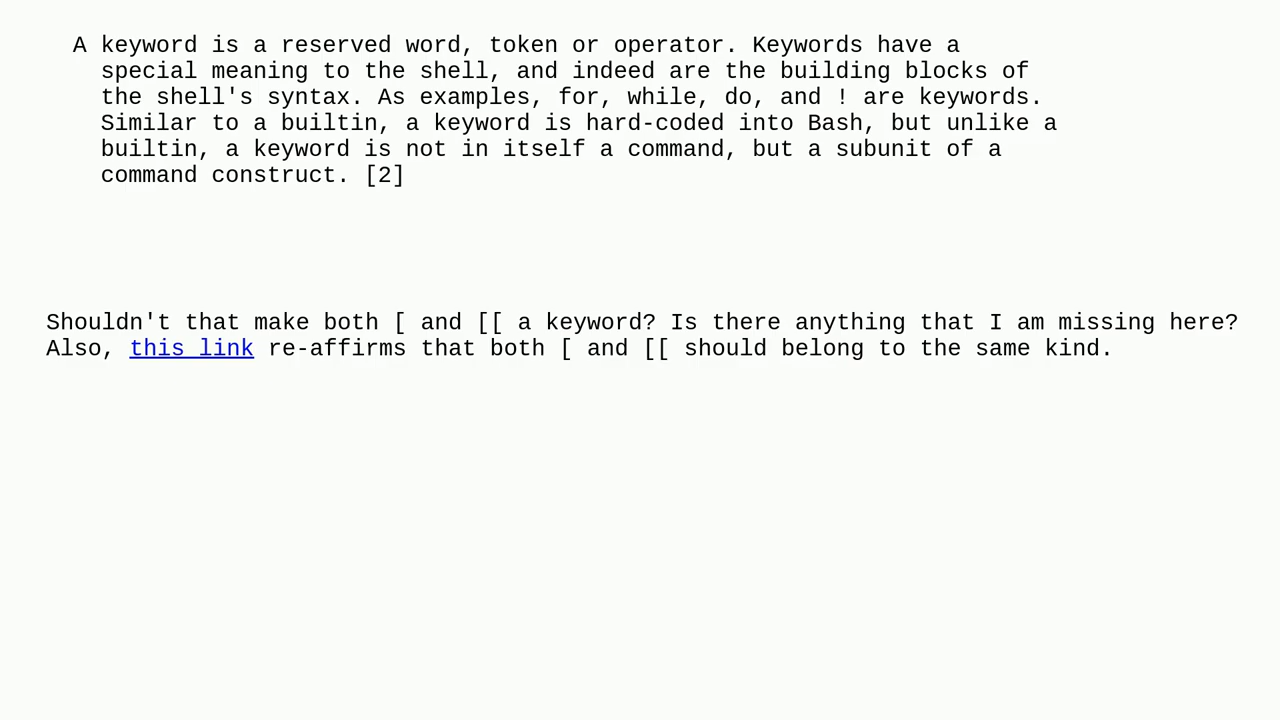 A keyword is a reserved word, token or operator. Keywords have a
special meaning to the shell, and indeed are the building blocks of
the shell's syntax. As examples, for, while, do, and ! are keywords.
Similar to a builtin, a keyword is hard-coded into Bash, but unlike a
builtin, a keyword is not in itself a command, but a subunit of a
command construct. [2]
Shouldn't that make both [ and [[ a keyword? Is there anything that I am missing here?
Also, this link re-affirms that both [ and [[ should belong to the same kind.